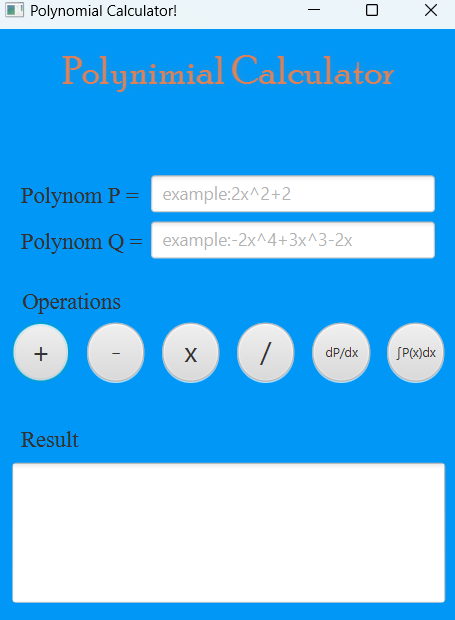 Polynomial Calculator!
Polynimial Calculator
Polynom P = example:2x^2+2
Polynom Q = example:-2x^4+3x^3-2x
Operations
+ - x / dP/dx ∫P(x)dx
Result